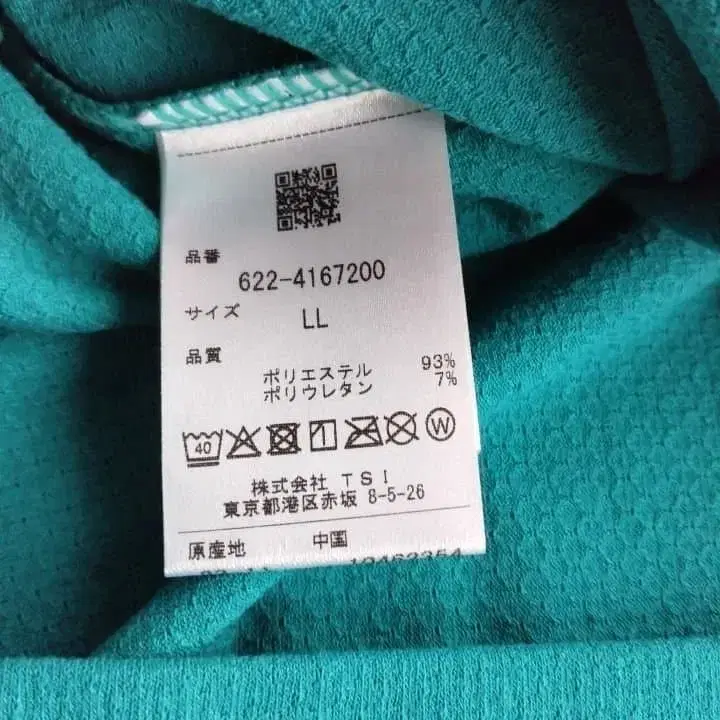 品番
622-4167200
サイズ
LL
品質
ポリエステル 93%
ポリウレタン 7%
40 W
株式会社 TSI
東京都港区赤坂 8-5-26
原産地 中国